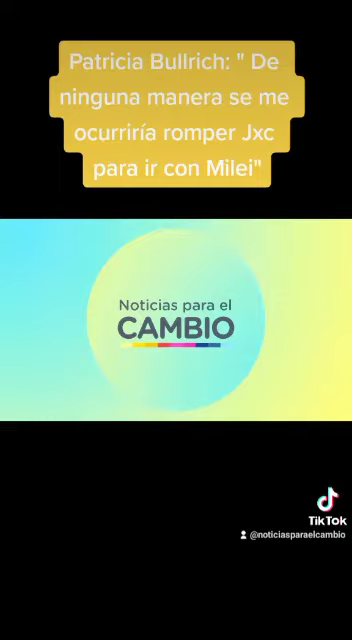 Patricia Bullrich: " De
ninguna manera se me
ocurriría romper Jxc
para ir con Milei"
Noticias para el
CAMBIO
TikTok
@noticiasparaelcambio